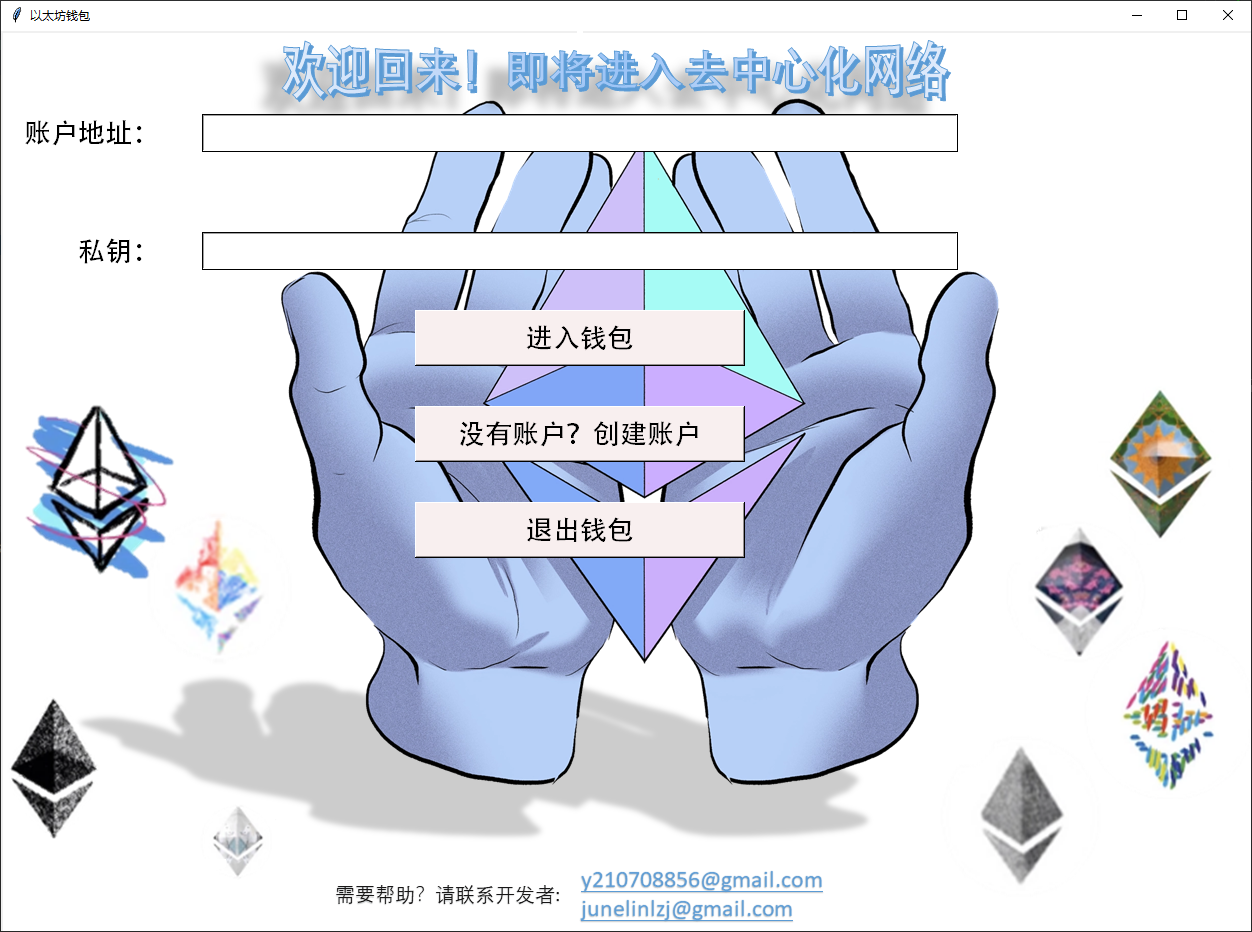 以太坊钱包
欢迎回来！即将进入去中心化网络
账户地址：
私钥：
进入钱包
没有账户？创建账户
退出钱包
需要帮助？请联系开发者:
y210708856@gmail.com
junelinlzj@gmail.com